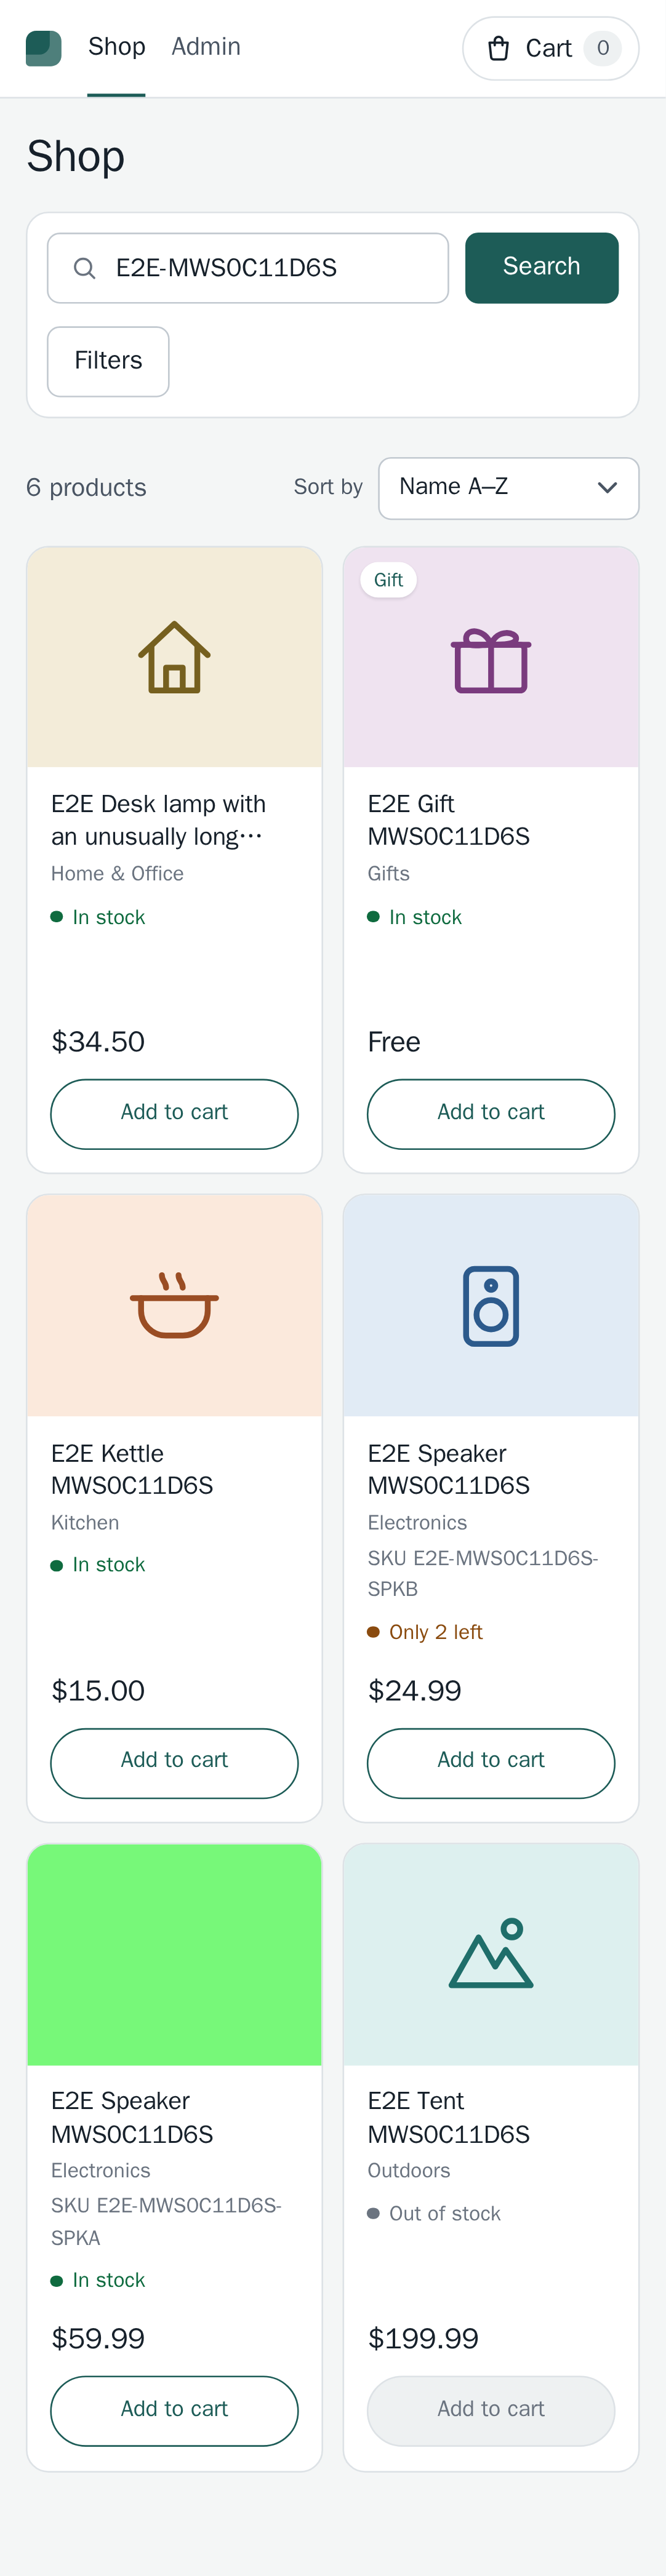 Shop
Admin
Cart 0
Shop
E2E-MWS0C11D6S
Search
Filters
6 products
Sort by
Name A–Z
E2E Desk lamp with
an unusually long…
Home & Office
In stock
$34.50
Add to cart
Gift
E2E Gift
MWS0C11D6S
Gifts
In stock
Free
Add to cart
E2E Kettle
MWS0C11D6S
Kitchen
In stock
$15.00
Add to cart
E2E Speaker
MWS0C11D6S
Electronics
SKU E2E-MWS0C11D6S-
SPKB
Only 2 left
$24.99
Add to cart
E2E Speaker
MWS0C11D6S
Electronics
SKU E2E-MWS0C11D6S-
SPKA
In stock
$59.99
Add to cart
E2E Tent
MWS0C11D6S
Outdoors
Out of stock
$199.99
Add to cart